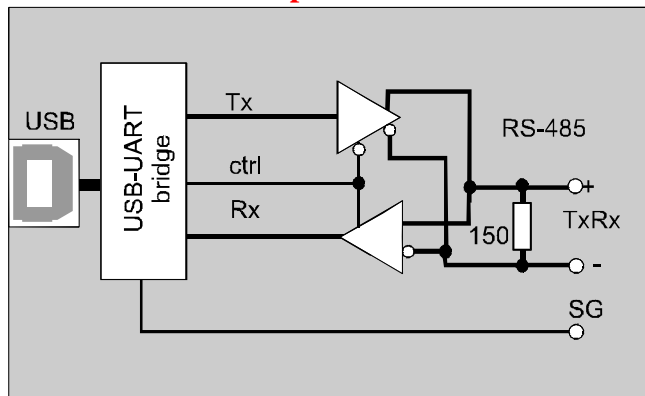 USB
USB-UART
bridge
Tx
ctrl
Rx
RS-485
+
TxRx
150
-
SG